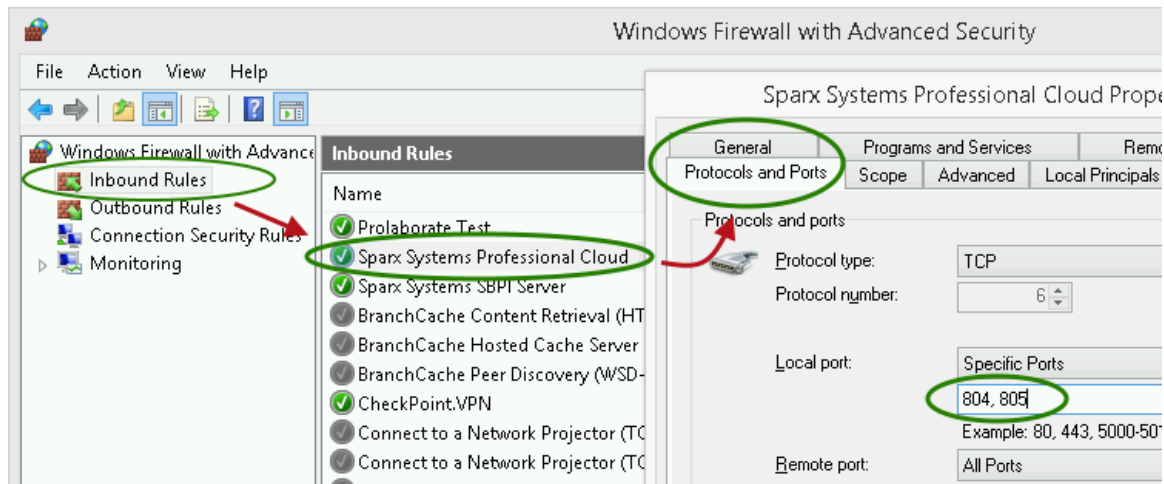 Windows Firewall with Advanced Security
File Action View Help
Windows Firewall with Advance
Inbound Rules
Outbound Rules
Connection Security Rules
Monitoring
Inbound Rules
Name
Prolaborate Test
Sparx Systems Professional Cloud
Sparx Systems SBPI Server
BranchCache Content Retrieval (HT
BranchCache Hosted Cache Server
BranchCache Peer Discovery (WSD-
CheckPoint.VPN
Connect to a Network Projector (TC
Connect to a Network Projector (TC
Sparx Systems Professional Cloud Prope
General Programs and Services Remo
Protocols and Ports Scope Advanced Local Principals
Protocols and ports
Protocol type: TCP
Protocol number: 6
Local port: Specific Ports
804, 805
Example: 80, 443, 5000-501
Remote port: All Ports